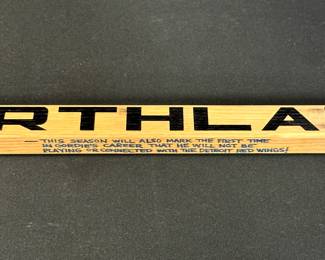 RTHLA
— THIS SEASON WILL ALSO MARK THE FIRST TIME
IN GORDIE'S CAREER THAT HE WILL NOT BE
PLAYING OR CONNECTED WITH THE DETROIT RED WINGS!